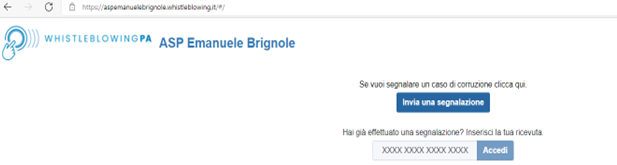 https://aspemanuelebrignole.whistleblowing.it/#/
WHISTLEBLOWINGPA ASP Emanuele Brignole
Se vuoi segnalare un caso di corruzione clicca qui.
Invia una segnalazione
Hai già effettuato una segnalazione? Inserisci la tua ricevuta.
XXXX XXXX XXXX XXXX Accedi